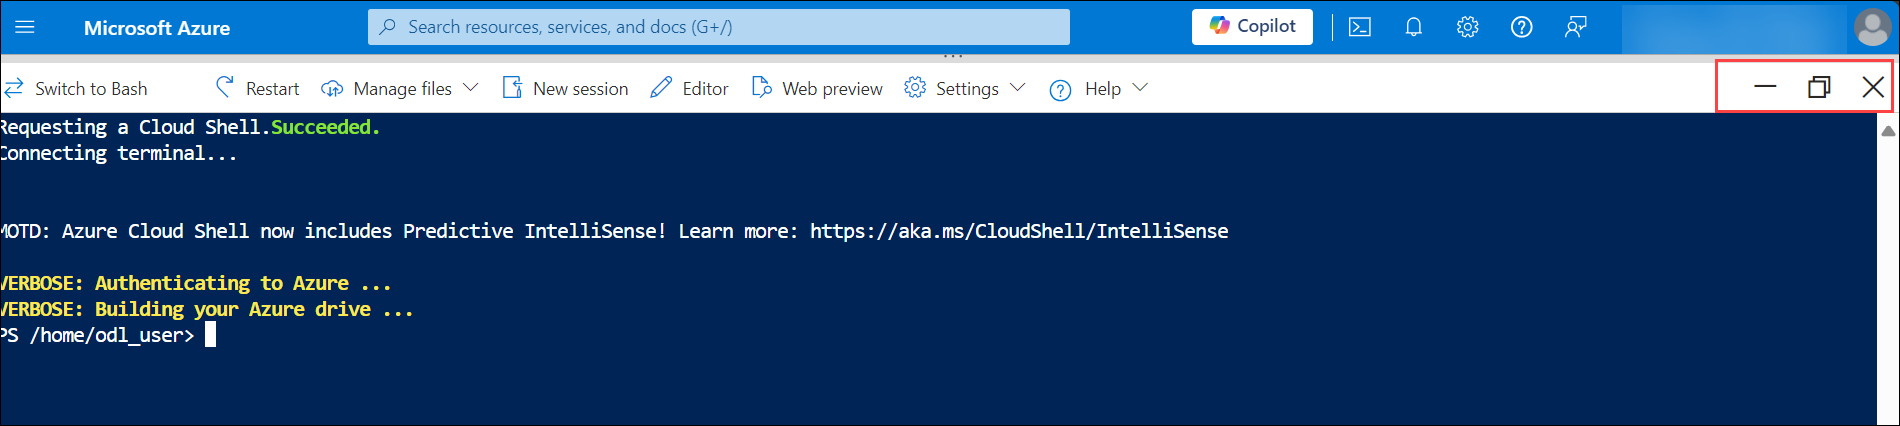 Microsoft Azure
Search resources, services, and docs (G+/)
Copilot
Switch to Bash
Restart
Manage files
New session
Editor
Web preview
Settings
Help
Requesting a Cloud Shell.Succeeded.
Connecting terminal...
MOTD: Azure Cloud Shell now includes Predictive IntelliSense! Learn more: https://aka.ms/CloudShell/IntelliSense
VERBOSE: Authenticating to Azure ...
VERBOSE: Building your Azure drive ...
PS /home/odl_user>